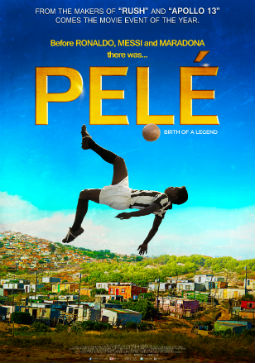 FROM THE MAKERS OF "RUSH" AND "APOLLO 13"
COMES THE MOVIE EVENT OF THE YEAR.
Before RONALDO, MESSI and MARADONA
there was...
PELÉ
BIRTH OF A LEGEND